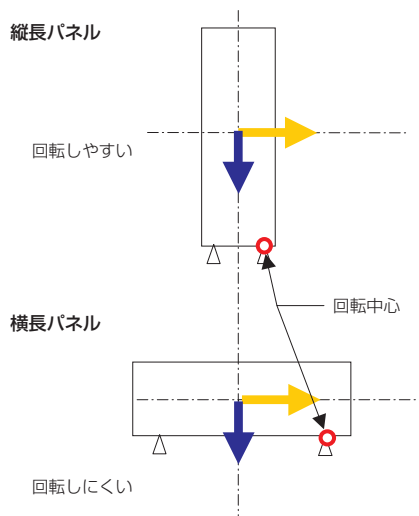 縦長パネル
回転しやすい
回転中心
横長パネル
回転しにくい